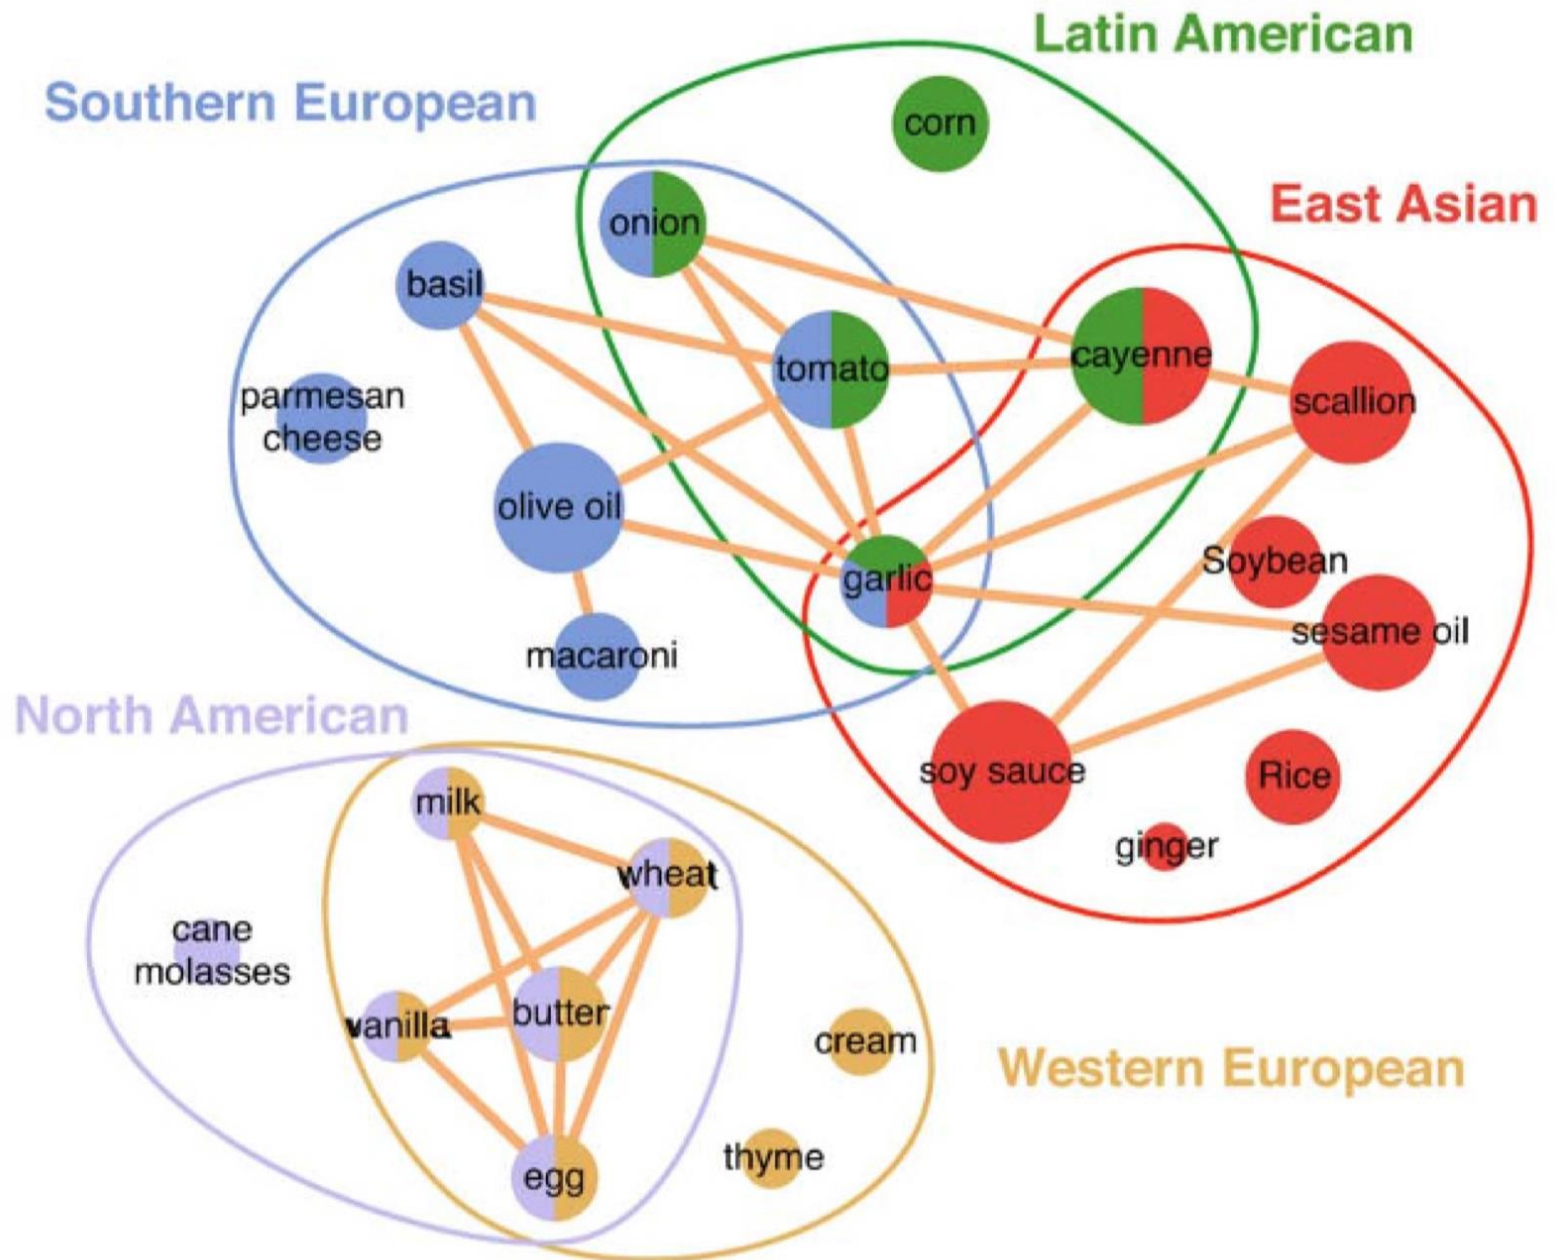 Latin American
Southern European
corn
East Asian
onion
basil
tomato
cayenne
scallion
parmesan
cheese
olive oil
Soybean
garlic
sesame oil
macaroni
North American
soy sauce
Rice
milk
ginger
wheat
cane
molasses
butter
vanilla
cream
Western European
thyme
egg